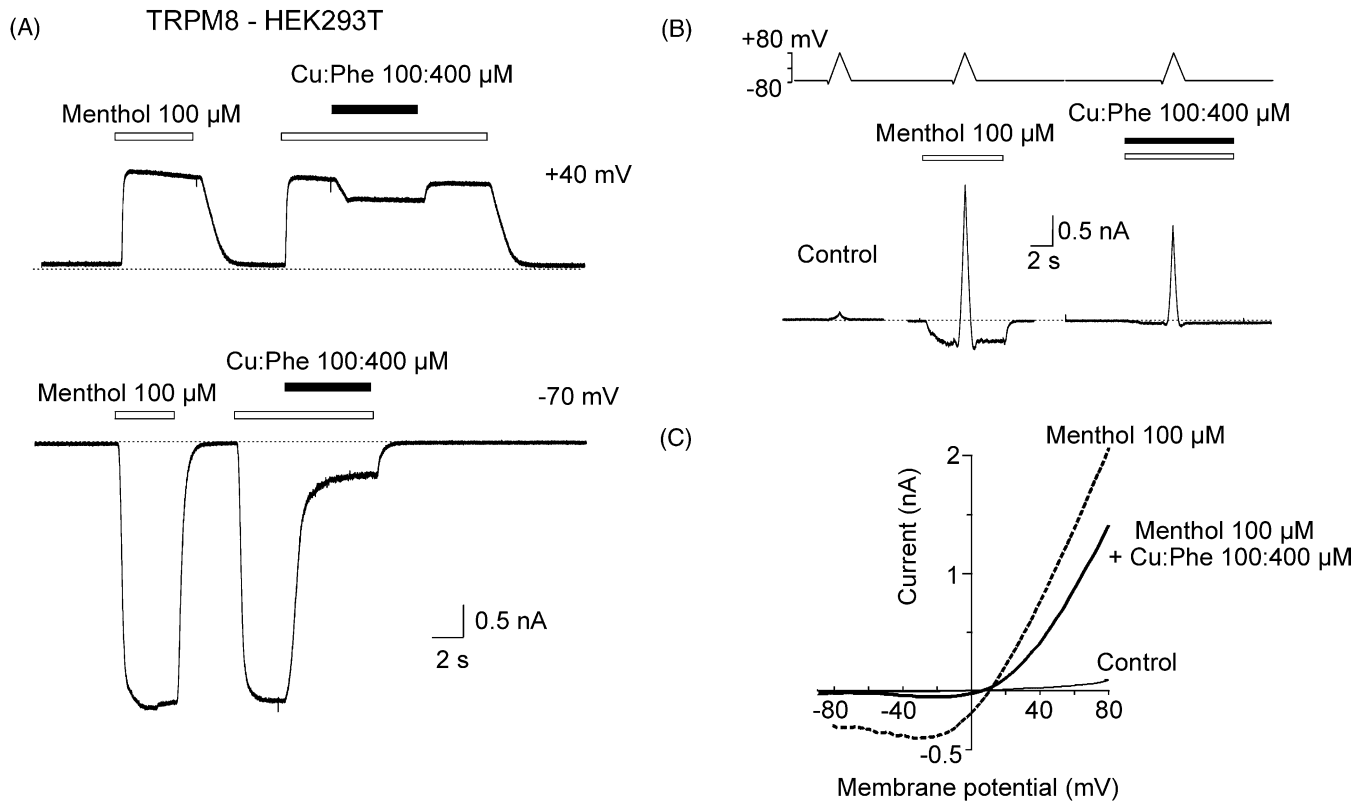 (A)
TRPM8 - HEK293T
Cu:Phe 100:400 µM
Menthol 100 µM
+40 mV
Cu:Phe 100:400 µM
Menthol 100 µM
-70 mV
0.5 nA
2 s
(B)
+80 mV
-80
Cu:Phe 100:400 µM
Menthol 100 µM
0.5 nA
2 s
Control
(C)
Menthol 100 µM
2
Current (nA)
Menthol 100 µM
+ Cu:Phe 100:400 µM
1
Control
-80
-40
40
80
-0.5
Membrane potential (mV)